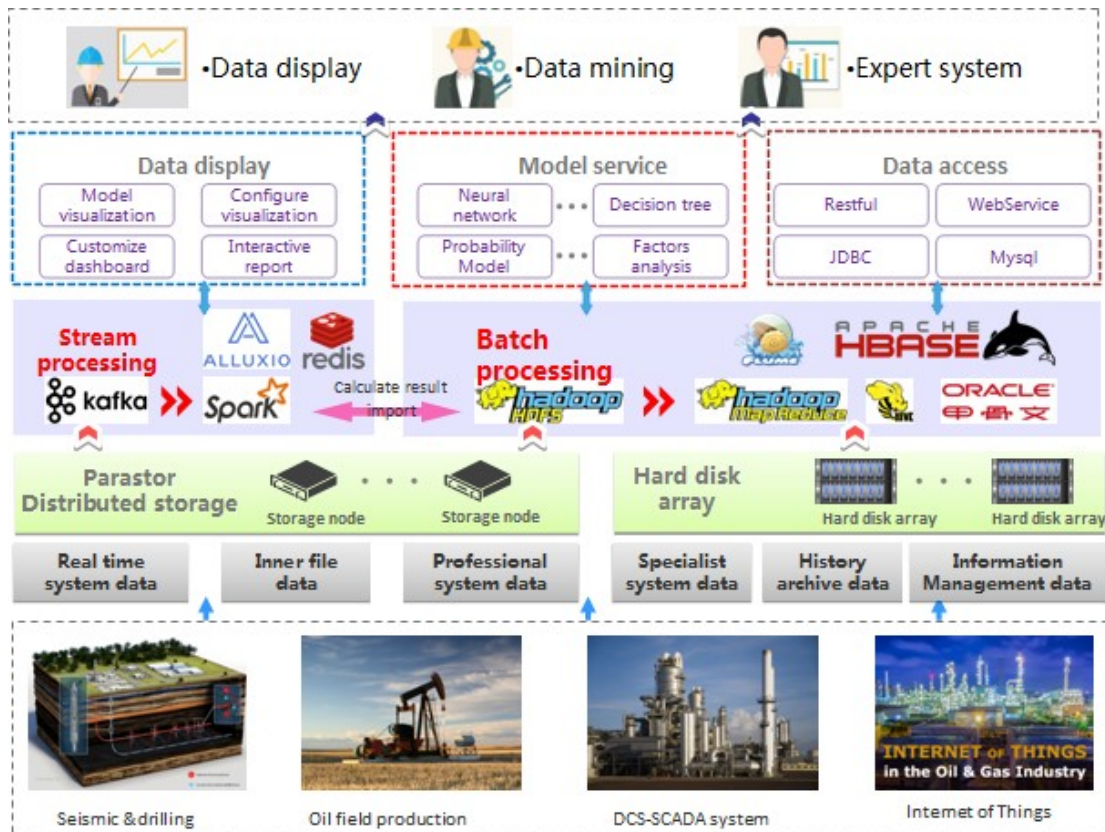 •Data display
•Data mining
•Expert system
Data display
Model visualization
Configure visualization
Customize dashboard
Interactive report
Model service
Neural network
• • •
Decision tree
Probability Model
• • •
Factors analysis
Data access
Restful
WebService
JDBC
Mysql
Stream processing
ALLUXIO
redis
kafka
Spark
Calculate result import
Batch processing
hadoop
HDFS
hadoop
MapReduce
FLUME
APACHE
HBASE
HIVE
ORACLE
甲骨文
Parastor
Distributed storage
Storage node
• • •
Storage node
Hard disk array
Hard disk array
• • •
Hard disk array
Real time system data
Inner file data
Professional system data
Specialist system data
History archive data
Information Management data
INTERNET OF THINGS
in the Oil & Gas Industry
Seismic &drilling
Oil field production
DCS-SCADA system
Internet of Things